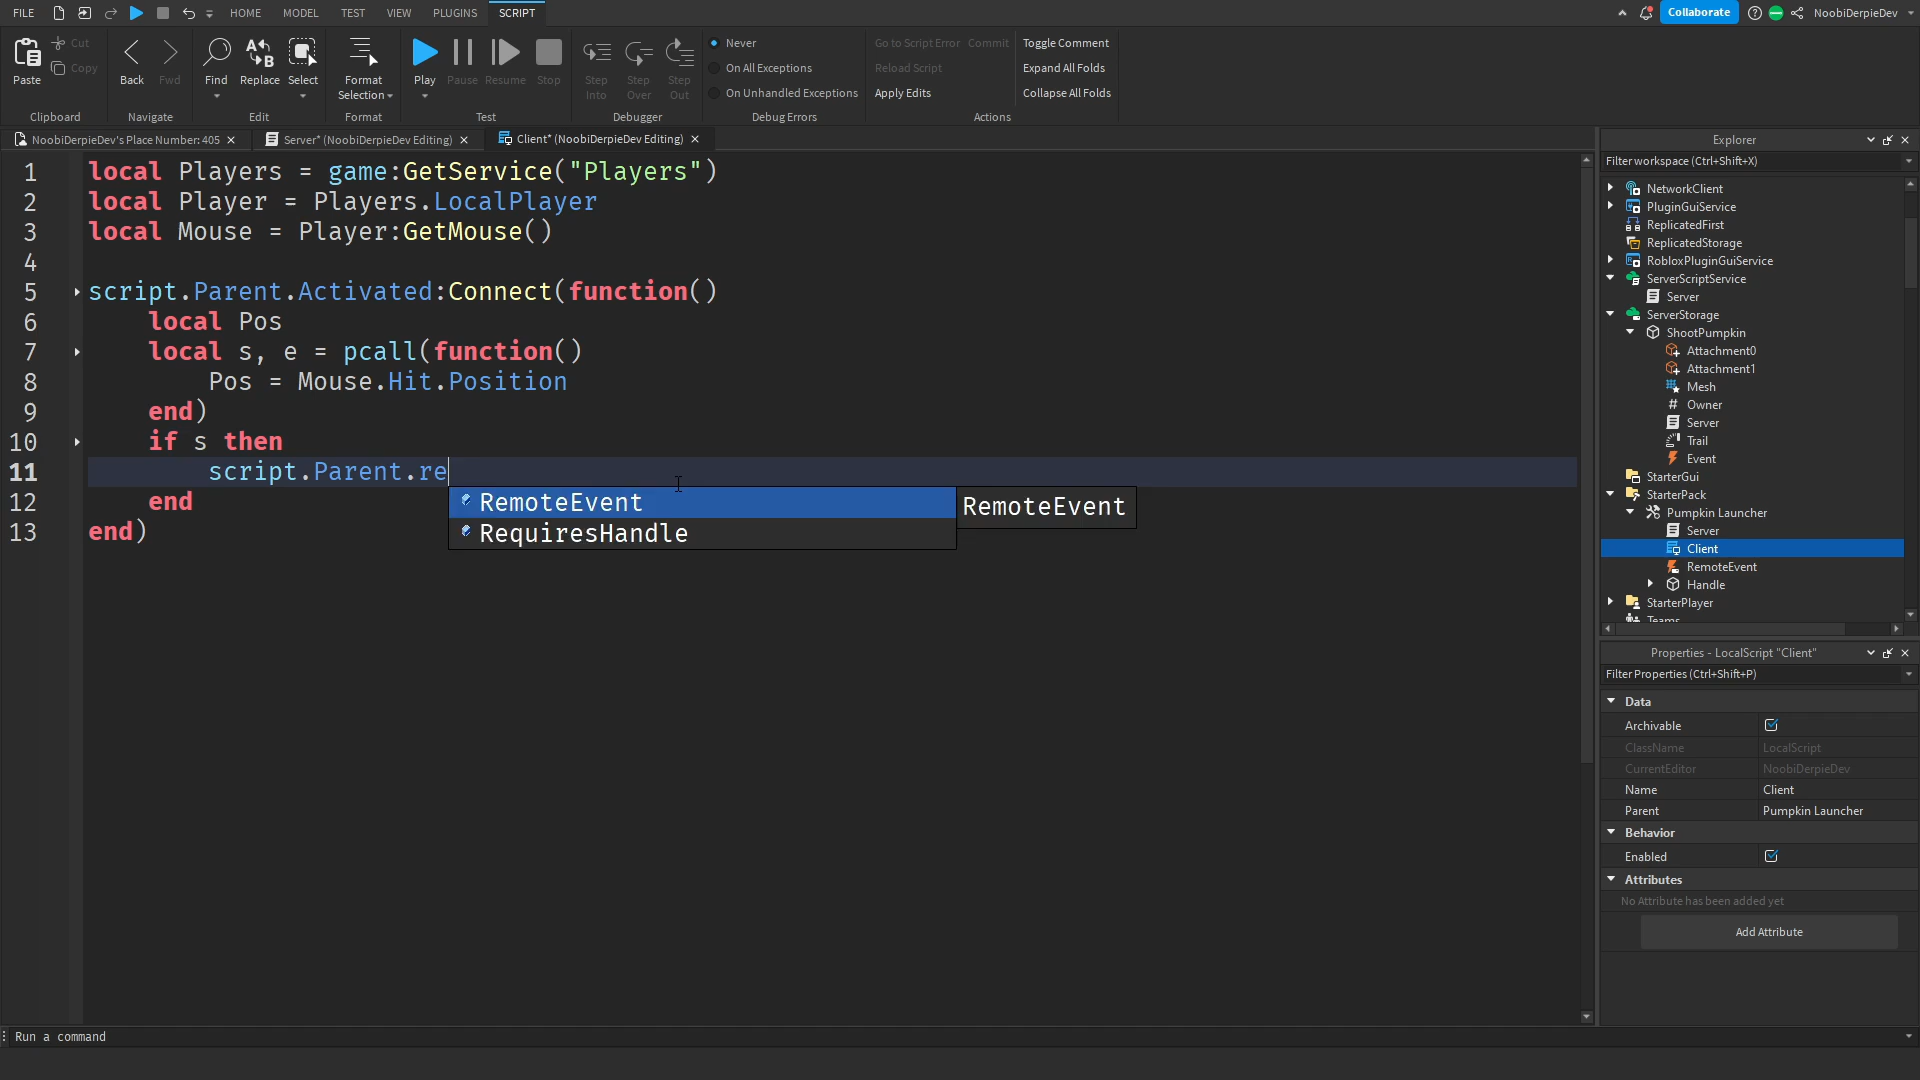 FILE HOME MODEL TEST VIEW PLUGINS SCRIPT Collaborate NoobiDerpieDev
Paste Cut Copy Back Fwd Find Replace Select Format Selection Play Pause Resume Stop Step Into Step Over Step Out
Never
On All Exceptions
On Unhandled Exceptions
Go to Script Error Commit
Reload Script
Apply Edits
Toggle Comment
Expand All Folds
Collapse All Folds
Clipboard Navigate Edit Format Test Debugger Debug Errors Actions
NoobiDerpieDev's Place Number: 405 Server* (NoobiDerpieDev Editing) Client* (NoobiDerpieDev Editing)
1 local Players = game:GetService("Players")
2 local Player = Players.LocalPlayer
3 local Mouse = Player:GetMouse()
4
5 script.Parent.Activated:Connect(function()
6 local Pos
7 local s, e = pcall(function()
8 Pos = Mouse.Hit.Position
9 end)
10 if s then
11 script.Parent.re
12 end
13 end)
RemoteEvent
RequiresHandle
RemoteEvent
Explorer
Filter workspace (Ctrl+Shift+X)
NetworkClient
PluginGuiService
ReplicatedFirst
ReplicatedStorage
RobloxPluginGuiService
ServerScriptService
Server
ServerStorage
ShootPumpkin
Attachment0
Attachment1
Mesh
Owner
Server
Trail
Event
StarterGui
StarterPack
Pumpkin Launcher
Server
Client
RemoteEvent
Handle
StarterPlayer
Teams
Properties - LocalScript "Client"
Filter Properties (Ctrl+Shift+P)
Data
Archivable
ClassName LocalScript
CurrentEditor NoobiDerpieDev
Name Client
Parent Pumpkin Launcher
Behavior
Enabled
Attributes
No Attribute has been added yet
Add Attribute
Run a command